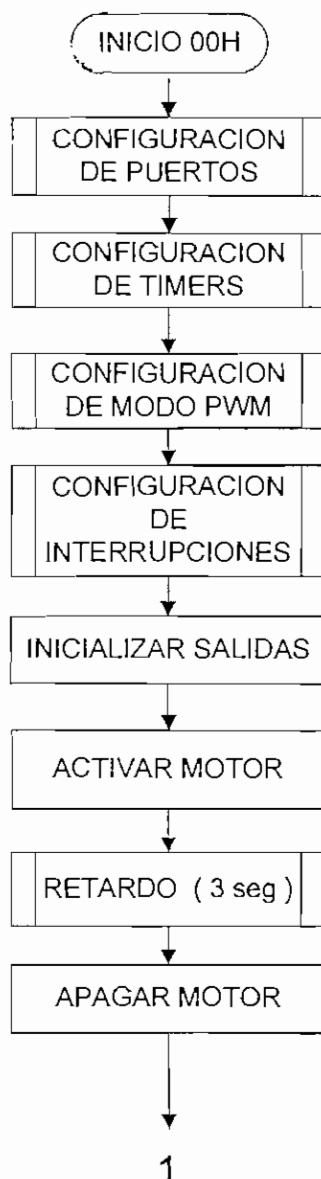 INICIO 00H
CONFIGURACION
DE PUERTOS
CONFIGURACION
DE TIMERS
CONFIGURACION
DE MODO PWM
CONFIGURACION
DE
INTERRUPCIONES
INICIALIZAR SALIDAS
ACTIVAR MOTOR
RETARDO ( 3 seg )
APAGAR MOTOR
1